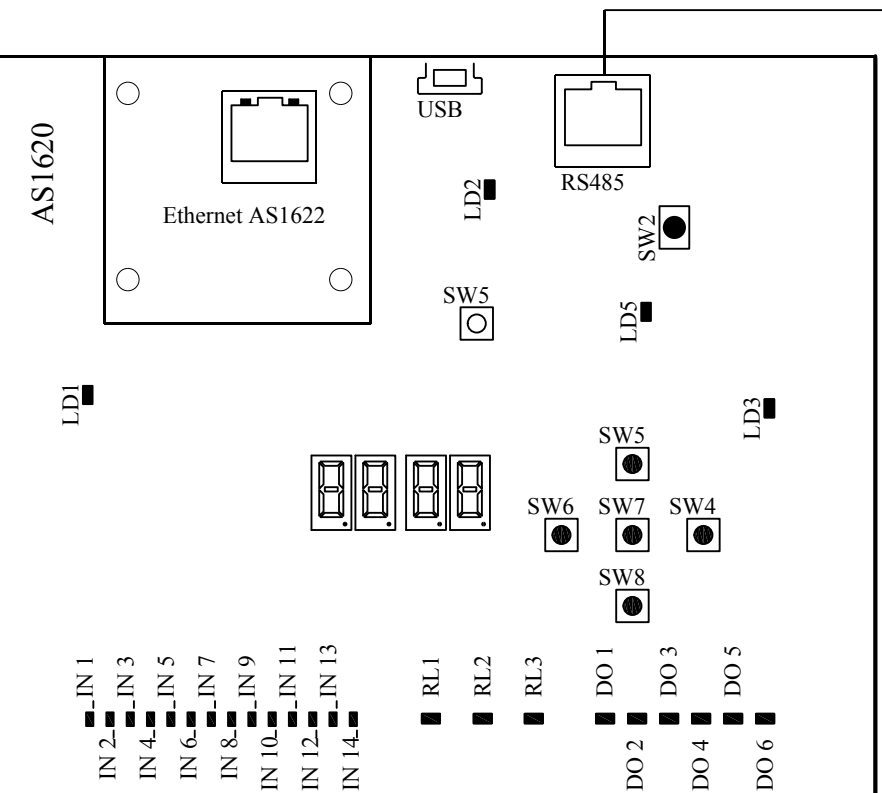 AS1620
USB
RS485
Ethernet AS1622
LD2
SW2
SW5
LD5
LD1
LD3
SW5
SW6
SW7
SW4
SW8
IN 1
IN 3
IN 5
IN 7
IN 9
IN 11
IN 13
RL1
RL2
RL3
DO 1
DO 3
DO 5
IN 2
IN 4
IN 6
IN 8
IN 10
IN 12
IN 14
DO 2
DO 4
DO 6